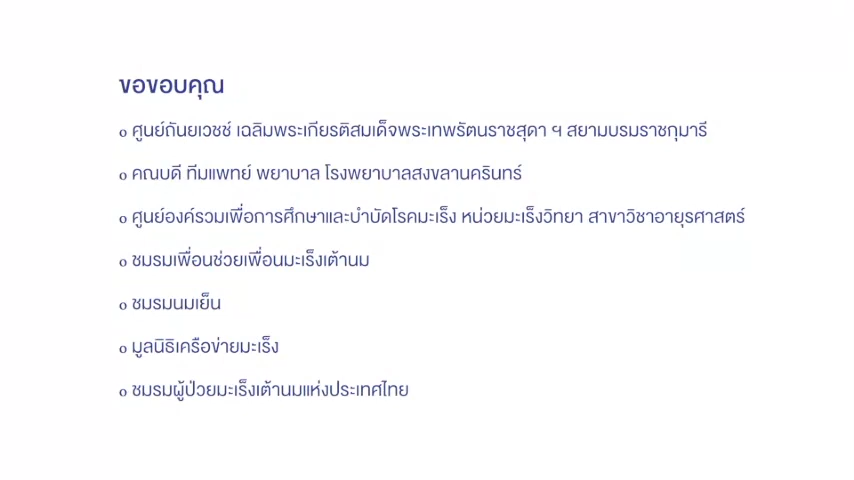 ขอขอบคุณ
o ศูนย์ถันยเวชช์ เฉลิมพระเกียรติสมเด็จพระเทพรัตนราชสุดา ฯ สยามบรมราชกุมารี
o คณบดี ทีมแพทย์ พยาบาล โรงพยาบาลสงขลานครินทร์
o ศูนย์องค์รวมเพื่อการศึกษาและบำบัดโรคมะเร็ง หน่วยมะเร็งวิทยา สาขาวิชาอายุรศาสตร์
o ชมรมเพื่อนช่วยเพื่อนมะเร็งเต้านม
o ชมรมนมเย็น
o มูลนิธิเครือข่ายมะเร็ง
o ชมรมผู้ป่วยมะเร็งเต้านมแห่งประเทศไทย